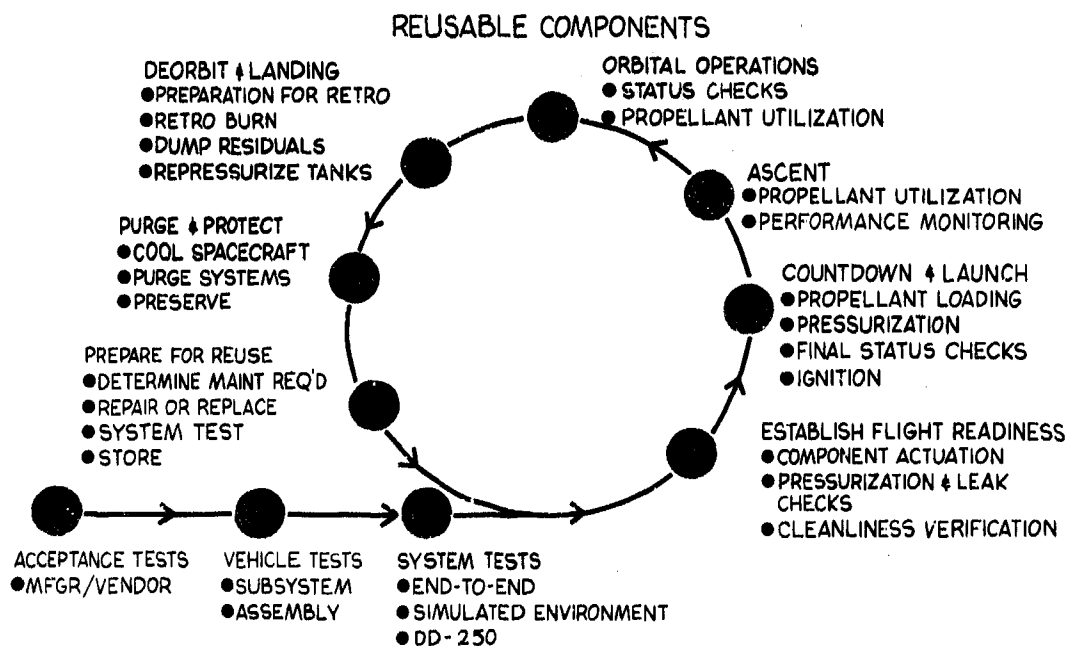 REUSABLE COMPONENTS
DEORBIT & LANDING
●PREPARATION FOR RETRO
●RETRO BURN
●DUMP RESIDUALS
●REPRESSURIZE TANKS
ORBITAL OPERATIONS
●STATUS CHECKS
●PROPELLANT UTILIZATION
ASCENT
●PROPELLANT UTILIZATION
●PERFORMANCE MONITORING
PURGE & PROTECT
●COOL SPACECRAFT
●PURGE SYSTEMS
●PRESERVE
COUNTDOWN & LAUNCH
●PROPELLANT LOADING
●PRESSURIZATION
●FINAL STATUS CHECKS
●IGNITION
PREPARE FOR REUSE
●DETERMINE MAINT REQ'D
●REPAIR OR REPLACE
●SYSTEM TEST
●STORE
ESTABLISH FLIGHT READINESS
●COMPONENT ACTUATION
●PRESSURIZATION & LEAK
CHECKS
●CLEANLINESS VERIFICATION
ACCEPTANCE TESTS
●MFGR/VENDOR
VEHICLE TESTS
●SUBSYSTEM
●ASSEMBLY
SYSTEM TESTS
●END-TO-END
●SIMULATED ENVIRONMENT
●DD-250